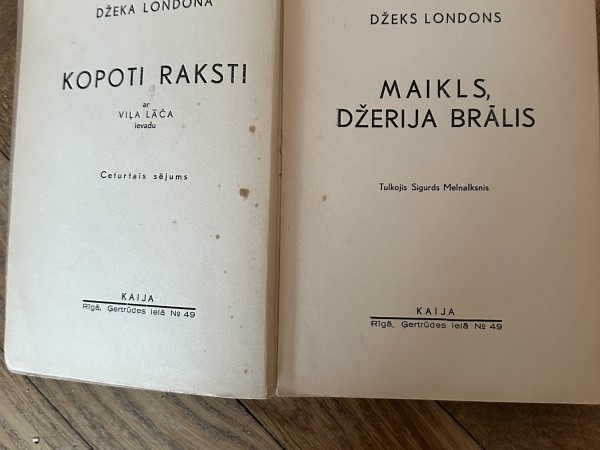 DŽEKA LONDONA
KOPOTI RAKSTI
ar
VIĻA LĀČA
ievadu
Ceturtais sējums
KAIJA
Rīgā, Ģertrūdes ielā № 49
DŽEKS LONDONS
MAIKLS,
DŽERIJA BRĀLIS
Tulkojis Sigurds Melnalksnis
KAIJA
Rīgā, Ģertrūdes ielā № 49